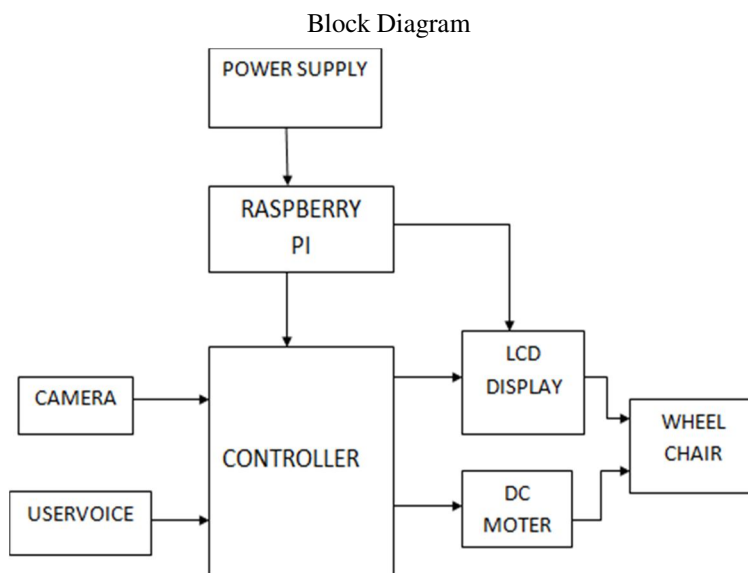 Block Diagram
POWER SUPPLY
RASPBERRY
PI
LCD
DISPLAY
CAMERA
WHEEL
CHAIR
CONTROLLER
DC
MOTER
USERVOICE